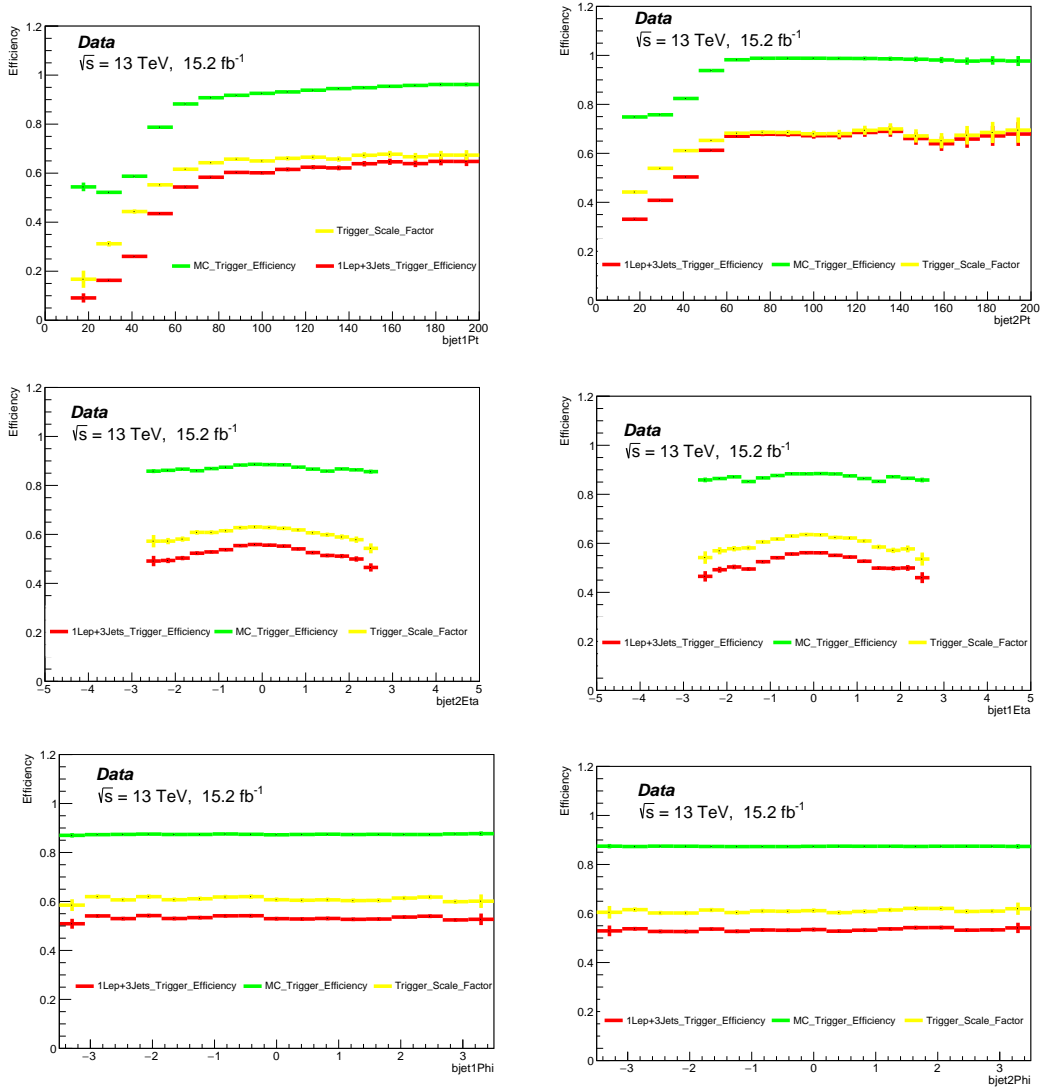 Efficiency
1.2
1
0.8
0.6
0.4
0.2
0
Data
√s = 13 TeV, 15.2 fb-1
Trigger_Scale_Factor
MC_Trigger_Efficiency 1Lep+3Jets_Trigger_Efficiency
0 20 40 60 80 100 120 140 160 180 200
bjet1Pt
Efficiency
1.2
1
0.8
0.6
0.4
0.2
0
Data
√s = 13 TeV, 15.2 fb-1
1Lep+3Jets_Trigger_Efficiency MC_Trigger_Efficiency Trigger_Scale_Factor
0 20 40 60 80 100 120 140 160 180 200
bjet2Pt
Efficiency
1.2
1
0.8
0.6
0.4
0.2
0
Data
√s = 13 TeV, 15.2 fb-1
1Lep+3Jets_Trigger_Efficiency MC_Trigger_Efficiency Trigger_Scale_Factor
−5 −4 −3 −2 −1 0 1 2 3 4 5
bjet2Eta
Efficiency
1.2
1
0.8
0.6
0.4
0.2
0
Data
√s = 13 TeV, 15.2 fb-1
1Lep+3Jets_Trigger_Efficiency MC_Trigger_Efficiency Trigger_Scale_Factor
−5 −4 −3 −2 −1 0 1 2 3 4 5
bjet1Eta
Efficiency
1.2
1
0.8
0.6
0.4
0.2
0
Data
√s = 13 TeV, 15.2 fb-1
1Lep+3Jets_Trigger_Efficiency MC_Trigger_Efficiency Trigger_Scale_Factor
−3 −2 −1 0 1 2 3
bjet1Phi
Efficiency
1.2
1
0.8
0.6
0.4
0.2
0
Data
√s = 13 TeV, 15.2 fb-1
1Lep+3Jets_Trigger_Efficiency MC_Trigger_Efficiency Trigger_Scale_Factor
−3 −2 −1 0 1 2 3
bjet2Phi